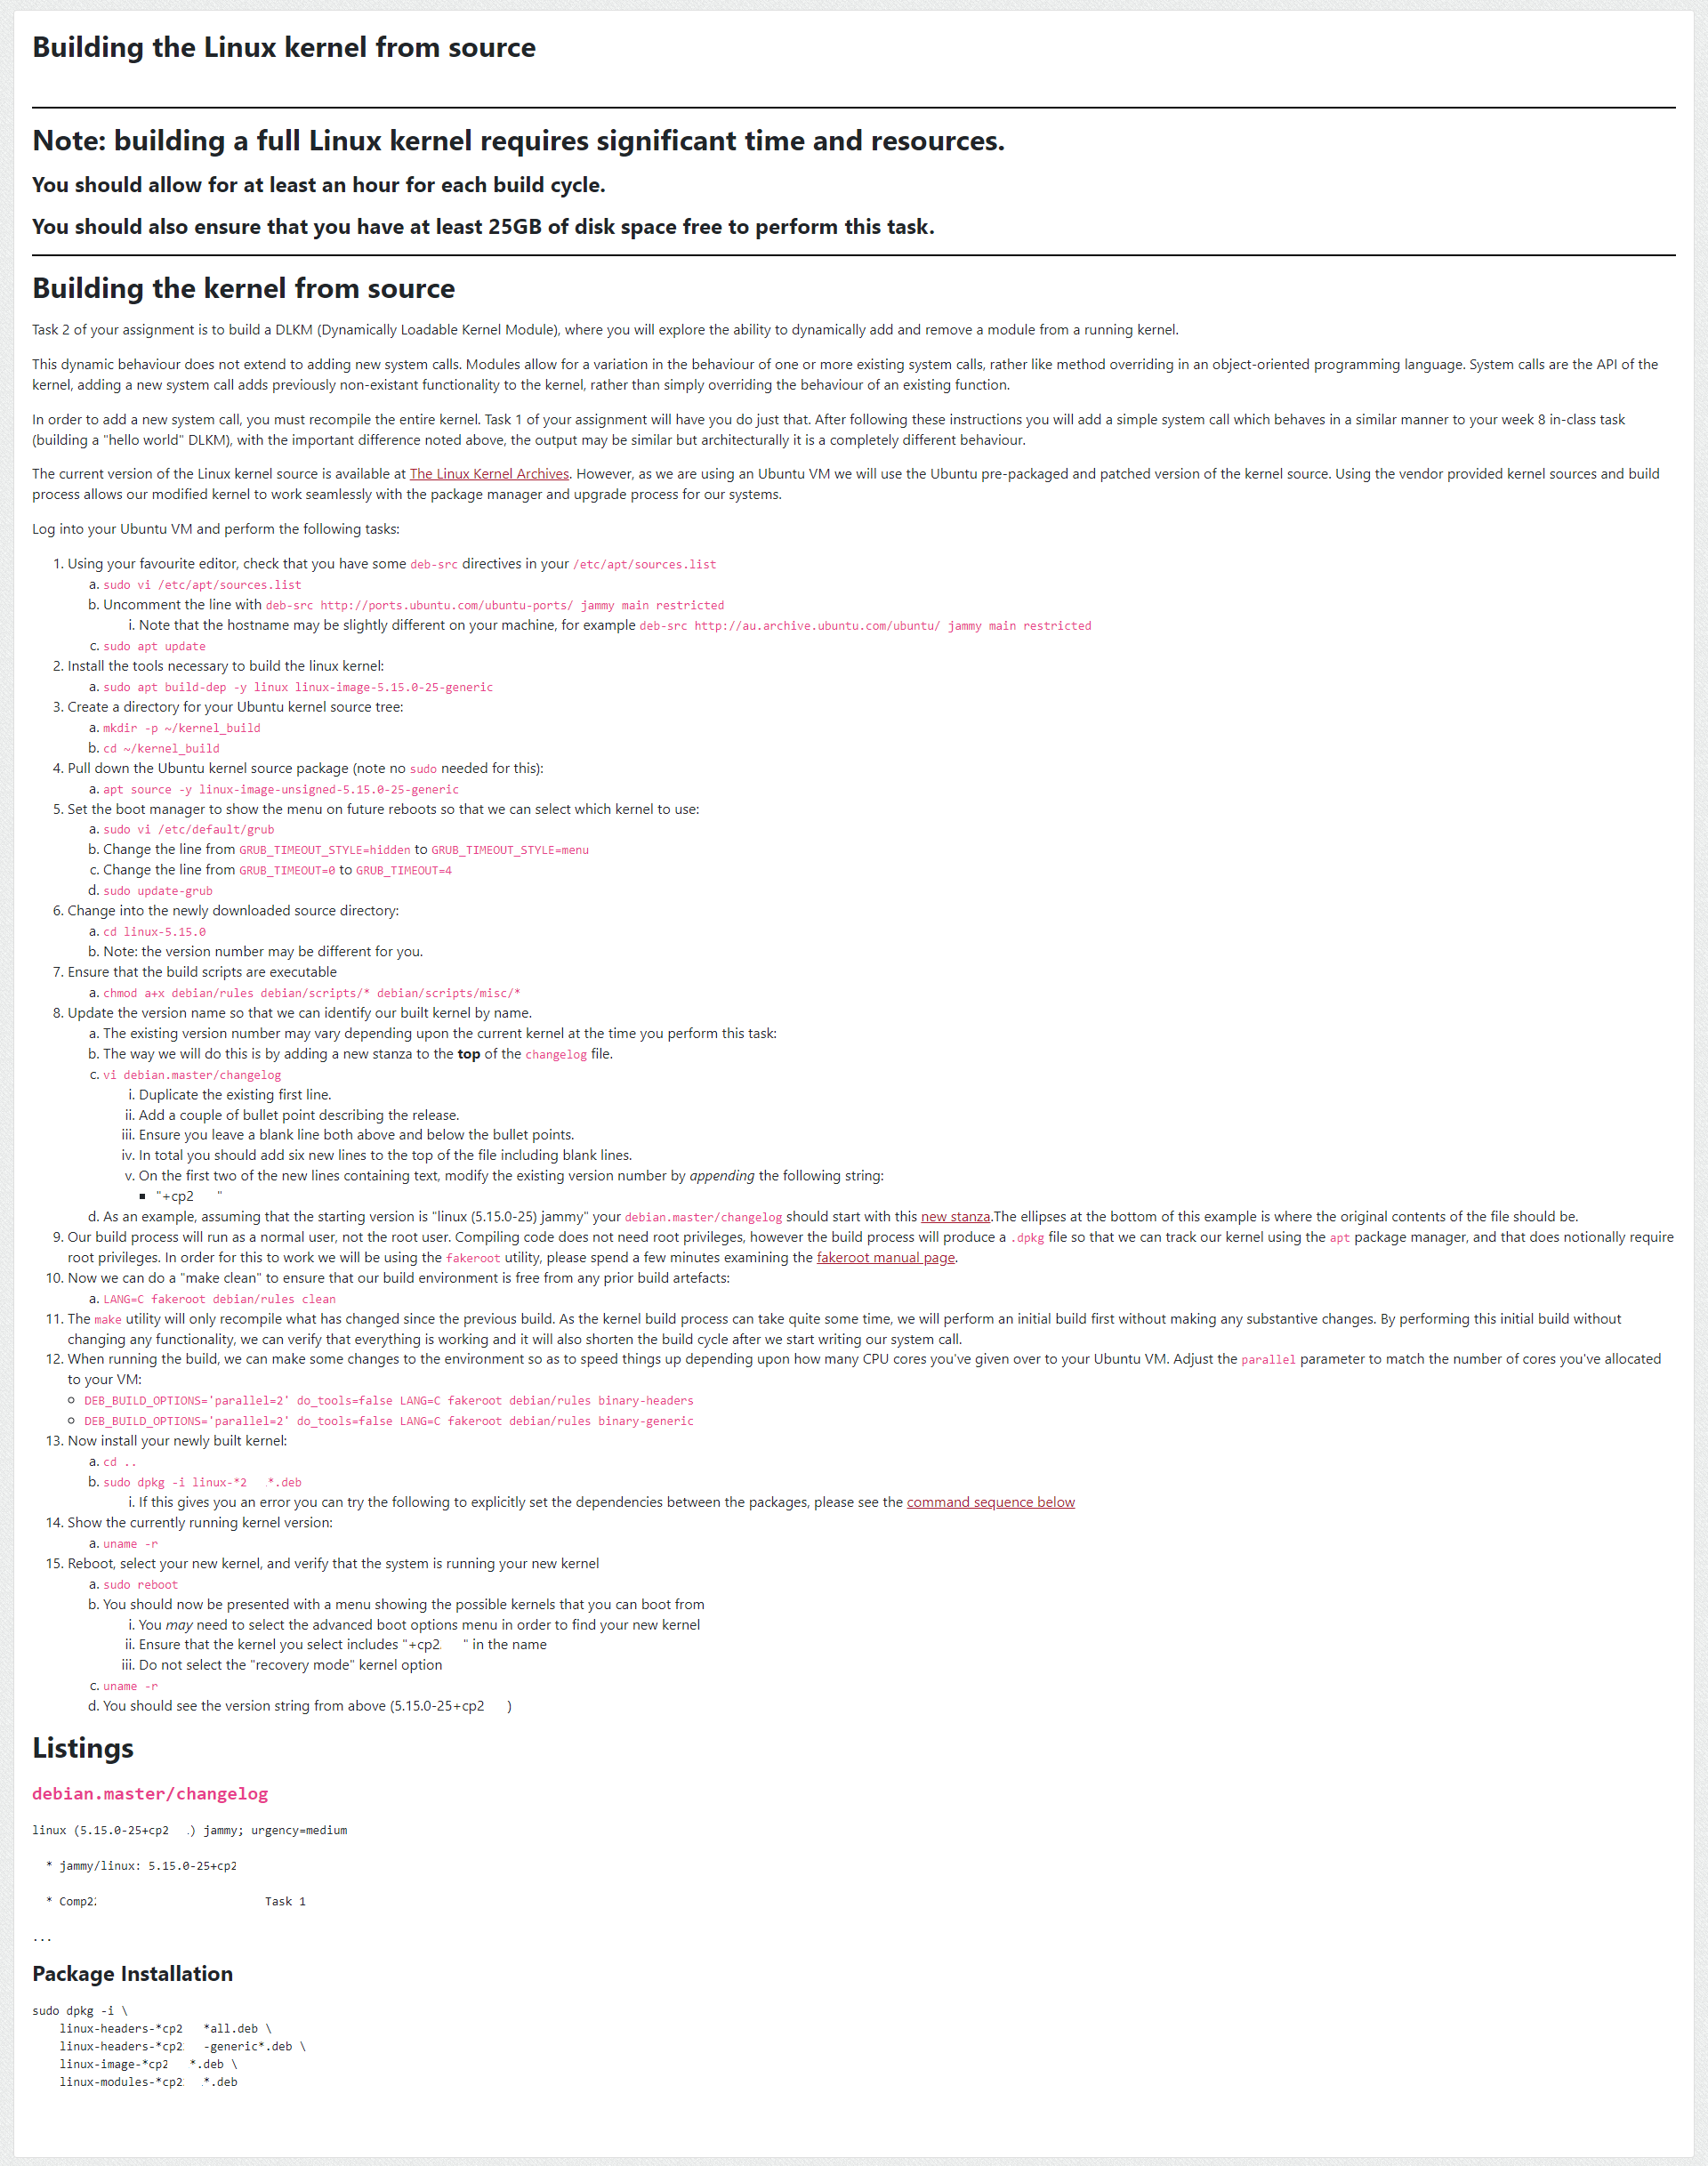 Building the Linux kernel from source
Note: building a full Linux kernel requires significant time and resources.
You should allow for at least an hour for each build cycle.
You should also ensure that you have at least 25GB of disk space free to perform this task.
Building the kernel from source
Task 2 of your assignment is to build a DLKM (Dynamically Loadable Kernel Module), where you will explore the ability to dynamically add and remove a module from a running kernel.
This dynamic behaviour does not extend to adding new system calls. Modules allow for a variation in the behaviour of one or more existing system calls, rather like method overriding in an object-oriented programming language. System calls are the API of the
kernel, adding a new system call adds previously non-existant functionality to the kernel, rather than simply overriding the behaviour of an existing function.
In order to add a new system call, you must recompile the entire kernel. Task 1 of your assignment will have you do just that. After following these instructions you will add a simple system call which behaves in a similar manner to your week 8 in-class task
(building a "hello world" DLKM), with the important difference noted above, the output may be similar but architecturally it is a completely different behaviour.
The current version of the Linux kernel source is available at The Linux Kernel Archives. However, as we are using an Ubuntu VM we will use the Ubuntu pre-packaged and patched version of the kernel source. Using the vendor provided kernel sources and build
process allows our modified kernel to work seamlessly with the package manager and upgrade process for our systems.
Log into your Ubuntu VM and perform the following tasks:
1. Using your favourite editor, check that you have some deb-src directives in your /etc/apt/sources.list
a. sudo vi /etc/apt/sources.list
b. Uncomment the line with deb-src http://ports.ubuntu.com/ubuntu-ports/ jammy main restricted
i. Note that the hostname may be slightly different on your machine, for example deb-src http://au.archive.ubuntu.com/ubuntu/ jammy main restricted
c. sudo apt update
2. Install the tools necessary to build the linux kernel:
a. sudo apt build-dep -y linux linux-image-5.15.0-25-generic
3. Create a directory for your Ubuntu kernel source tree:
a. mkdir -p ~/kernel_build
b. cd ~/kernel_build
4. Pull down the Ubuntu kernel source package (note no sudo needed for this):
a. apt source -y linux-image-unsigned-5.15.0-25-generic
5. Set the boot manager to show the menu on future reboots so that we can select which kernel to use:
a. sudo vi /etc/default/grub
b. Change the line from GRUB_TIMEOUT_STYLE=hidden to GRUB_TIMEOUT_STYLE=menu
c. Change the line from GRUB_TIMEOUT=0 to GRUB_TIMEOUT=4
d. sudo update-grub
6. Change into the newly downloaded source directory:
a. cd linux-5.15.0
b. Note: the version number may be different for you.
7. Ensure that the build scripts are executable
a. chmod a+x debian/rules debian/scripts/* debian/scripts/misc/*
8. Update the version name so that we can identify our built kernel by name.
a. The existing version number may vary depending upon the current kernel at the time you perform this task:
b. The way we will do this is by adding a new stanza to the top of the changelog file.
c. vi debian.master/changelog
i. Duplicate the existing first line.
ii. Add a couple of bullet point describing the release.
iii. Ensure you leave a blank line both above and below the bullet points.
iv. In total you should add six new lines to the top of the file including blank lines.
v. On the first two of the new lines containing text, modify the existing version number by appending the following string:
▪ "+cp2 "
d. As an example, assuming that the starting version is "linux (5.15.0-25) jammy" your debian.master/changelog should start with this new stanza.The ellipses at the bottom of this example is where the original contents of the file should be.
9. Our build process will run as a normal user, not the root user. Compiling code does not need root privileges, however the build process will produce a .dpkg file so that we can track our kernel using the apt package manager, and that does notionally require
root privileges. In order for this to work we will be using the fakeroot utility, please spend a few minutes examining the fakeroot manual page.
10. Now we can do a "make clean" to ensure that our build environment is free from any prior build artefacts:
a. LANG=C fakeroot debian/rules clean
11. The make utility will only recompile what has changed since the previous build. As the kernel build process can take quite some time, we will perform an initial build first without making any substantive changes. By performing this initial build without
changing any functionality, we can verify that everything is working and it will also shorten the build cycle after we start writing our system call.
12. When running the build, we can make some changes to the environment so as to speed things up depending upon how many CPU cores you've given over to your Ubuntu VM. Adjust the parallel parameter to match the number of cores you've allocated
to your VM:
○ DEB_BUILD_OPTIONS='parallel=2' do_tools=false LANG=C fakeroot debian/rules binary-headers
○ DEB_BUILD_OPTIONS='parallel=2' do_tools=false LANG=C fakeroot debian/rules binary-generic
13. Now install your newly built kernel:
a. cd ..
b. sudo dpkg -i linux-*2 *.deb
i. If this gives you an error you can try the following to explicitly set the dependencies between the packages, please see the command sequence below
14. Show the currently running kernel version:
a. uname -r
15. Reboot, select your new kernel, and verify that the system is running your new kernel
a. sudo reboot
b. You should now be presented with a menu showing the possible kernels that you can boot from
i. You may need to select the advanced boot options menu in order to find your new kernel
ii. Ensure that the kernel you select includes "+cp2 " in the name
iii. Do not select the "recovery mode" kernel option
c. uname -r
d. You should see the version string from above (5.15.0-25+cp2 )
Listings
debian.master/changelog
linux (5.15.0-25+cp2 ) jammy; urgency=medium
* jammy/linux: 5.15.0-25+cp2
* Comp2 Task 1
...
Package Installation
sudo dpkg -i \
linux-headers-*cp2 *all.deb \
linux-headers-*cp2 -generic*.deb \
linux-image-*cp2 *.deb \
linux-modules-*cp2 *.deb